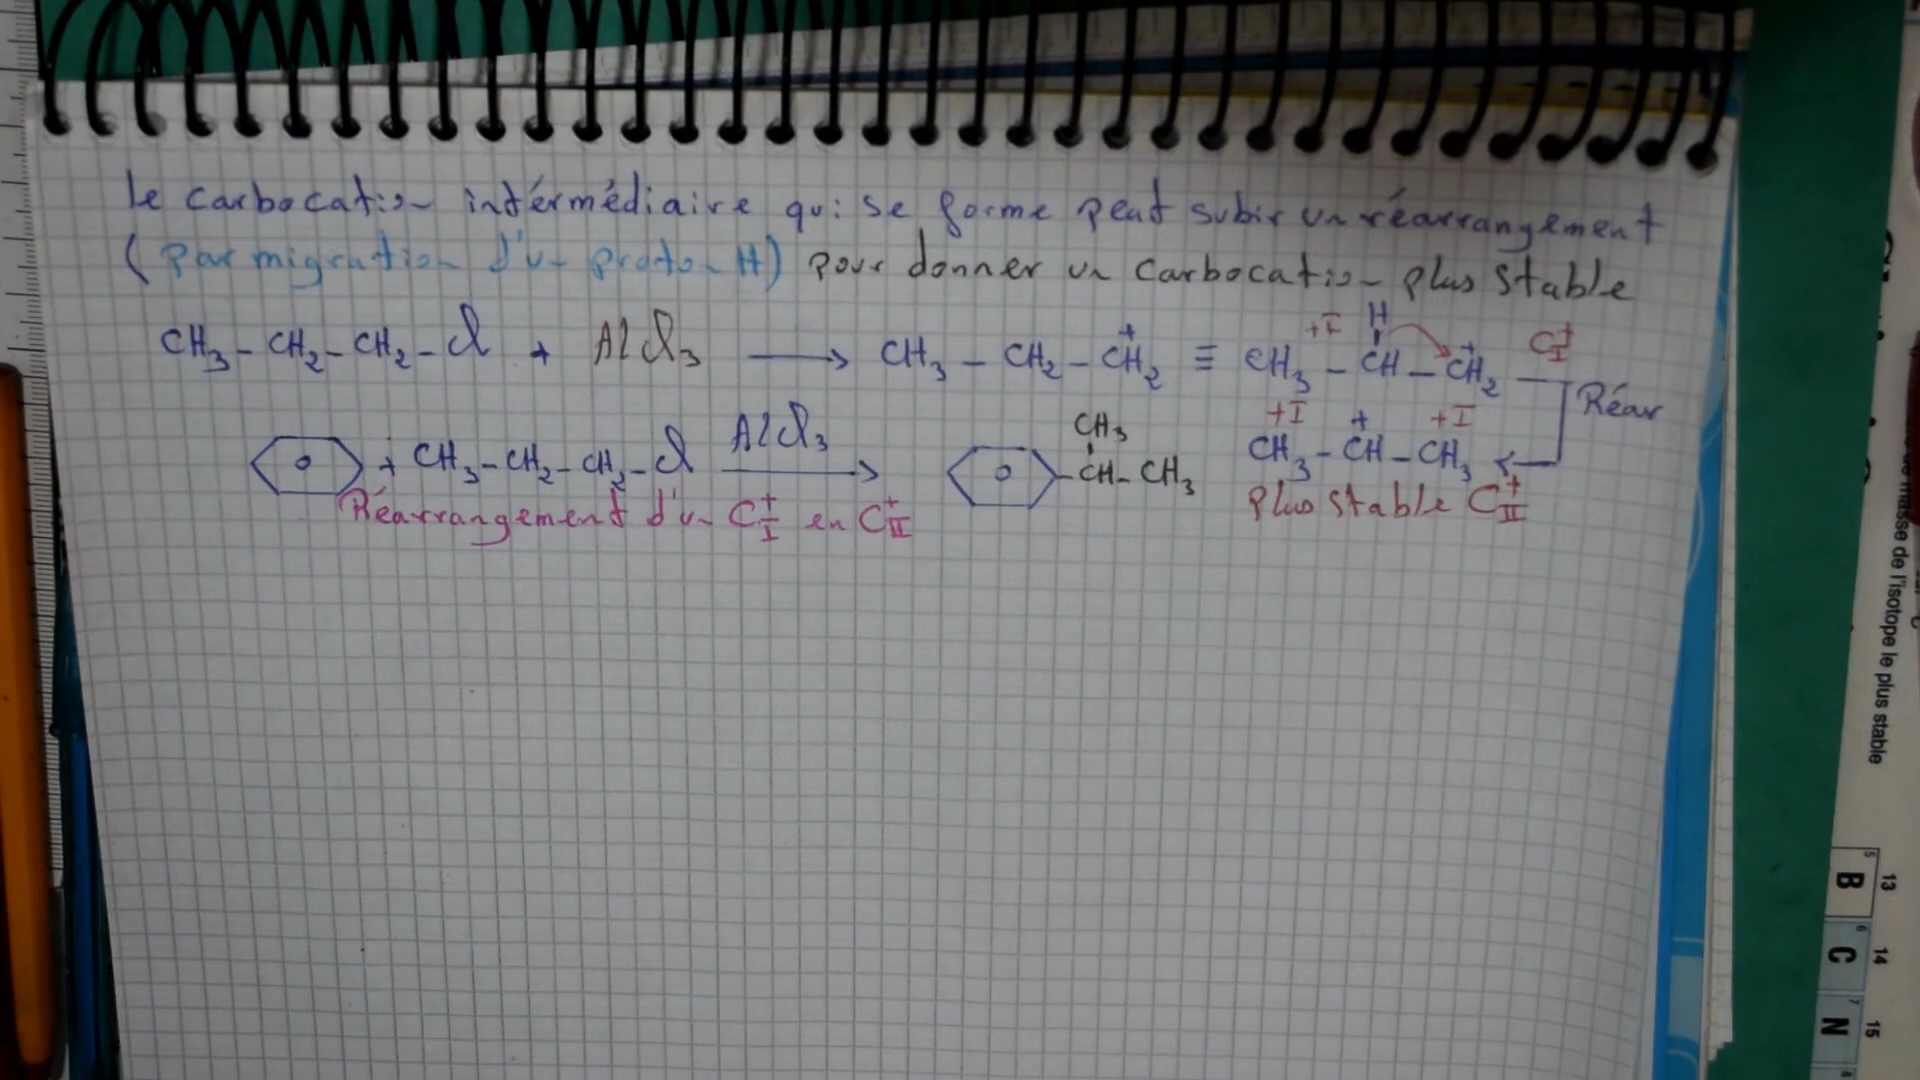 le carbocation intérmédiaire qui se forme peut subir un réarrangement
(par migration d'un proton H) pour donner un carbocation plus stable
CH3 - CH2 - CH2 - Cl + AlCl3 ⟶ CH3 - CH2 - C+H2 ≡ CH3 - CH - C+H2
+I H C+I
Réar
+I + +I
CH3 - CH - CH3
plus stable C+II
+ CH3 - CH2 - CH2 - Cl AlCl3 ⟶ CH - CH3
CH3
Réarrangement d'un C+I en C+II
masse de l'isotope le plus stable
13 14 15
5 6 7
B C N